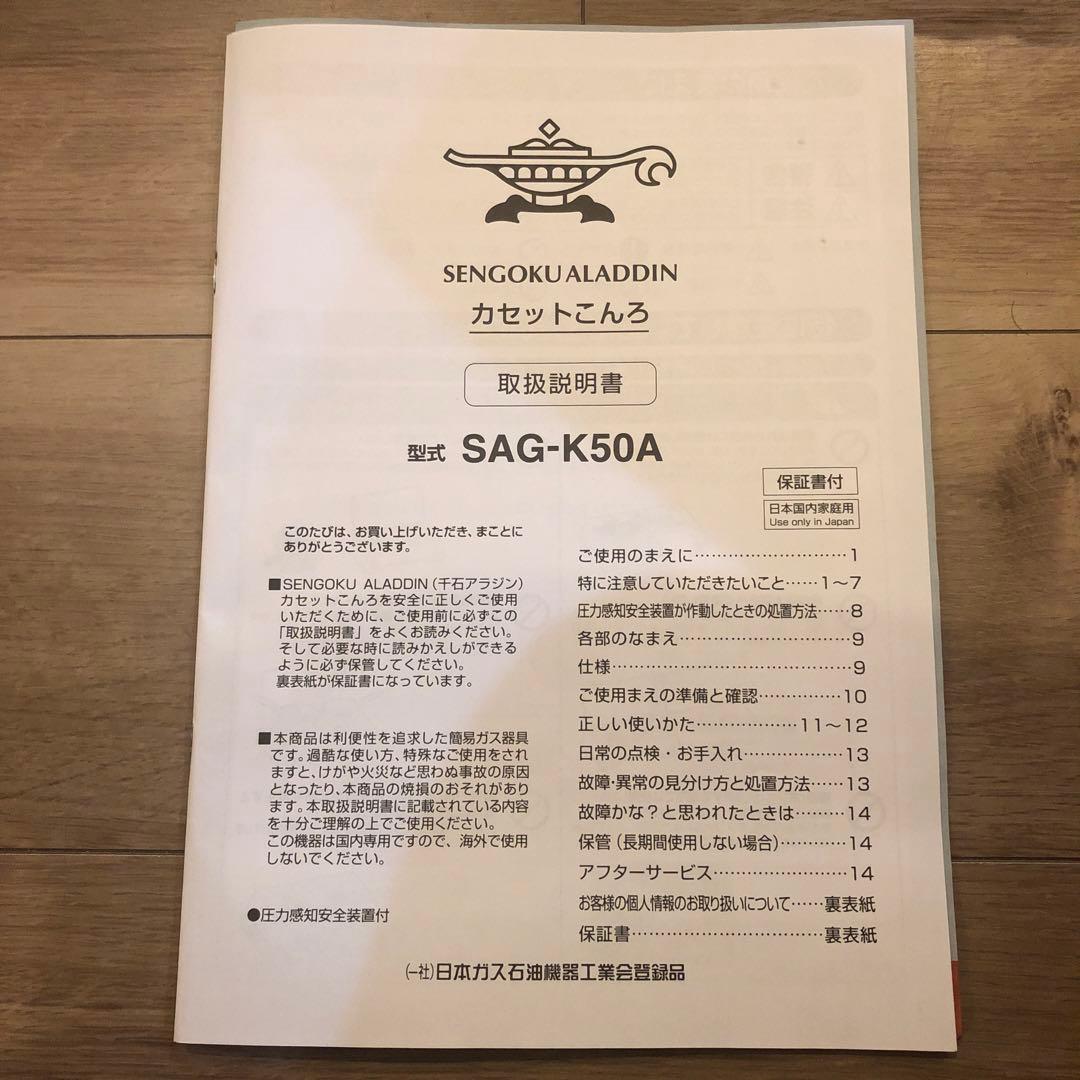 SENGOKU ALADDIN
カセットこんろ
取扱説明書
型式 SAG-K50A
保証書付
日本国内家庭用
Use only in Japan
このたびは、お買い上げいただき、まことに
ありがとうございます。
■SENGOKU ALADDIN(千石アラジン)
カセットこんろを安全に正しくご使用
いただくために、ご使用前に必ずこの
「取扱説明書」をよくお読みください。
そして必要な時に読みかえしができる
ように必ず保管してください。
裏表紙が保証書になっています。
■本商品は利便性を追求した簡易ガス器具
です。過酷な使い方、特殊なご使用をされ
ますと、けがや火災など思わぬ事故の原因
となったり、本商品の焼損のおそれがあり
ます。本取扱説明書に記載されている内容
を十分ご理解の上でご使用ください。
この機器は国内専用ですので、海外で使用
しないでください。
●圧力感知安全装置付
ご使用のまえに……………………… 1
特に注意していただきたいこと……1～7
圧力感知安全装置が作動したときの処置方法……8
各部のなまえ………………………… 9
仕様…………………………………… 9
ご使用まえの準備と確認…………… 10
正しい使いかた………………11～12
日常の点検・お手入れ……………… 13
故障・異常の見分け方と処置方法……13
故障かな?と思われたときは………14
保管(長期間使用しない場合)…………14
アフターサービス…………………… 14
お客様の個人情報のお取り扱いについて……裏表紙
保証書……………………………裏表紙
(一社)日本ガス石油機器工業会登録品